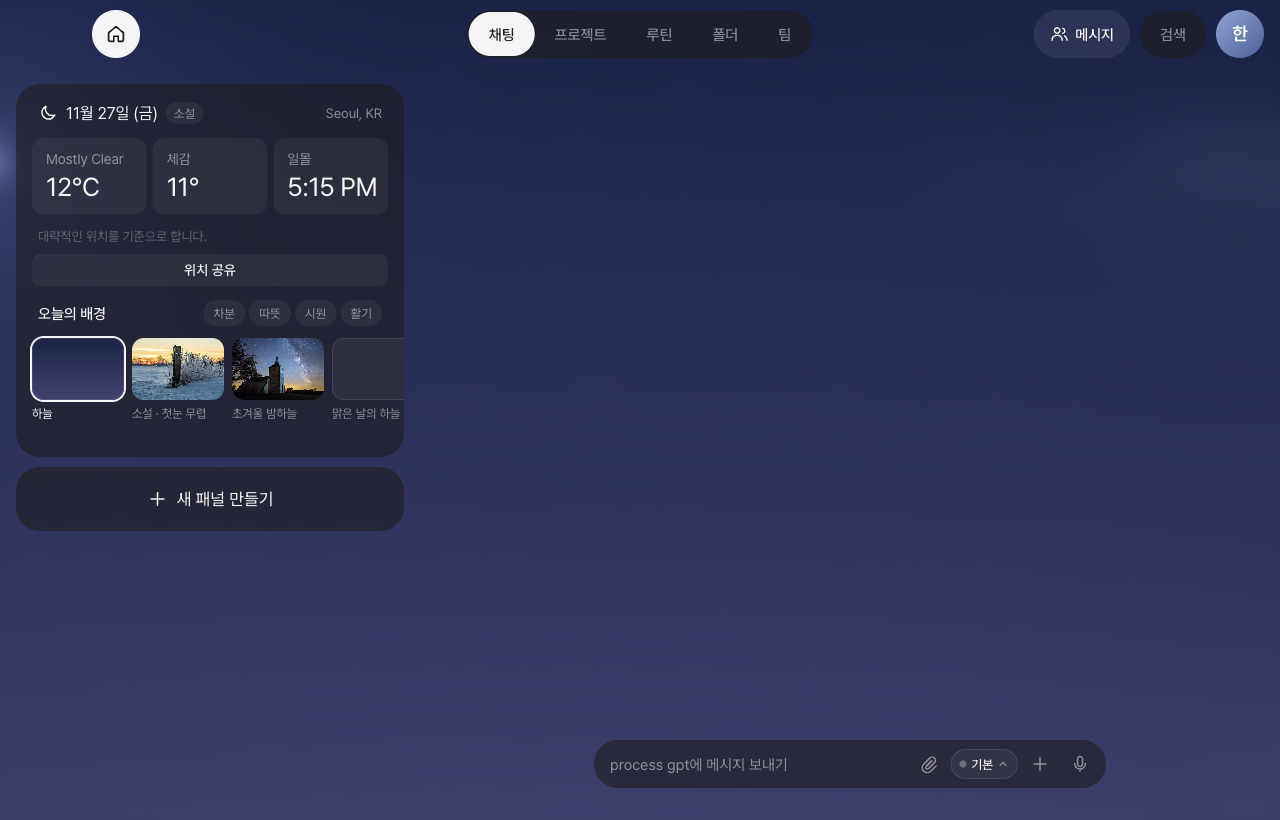 채팅 프로젝트 루틴 폴더 팀 메시지 검색 한
11월 27일 (금) 소설 Seoul, KR
Mostly Clear 체감 일몰
12°C 11° 5:15 PM
대략적인 위치를 기준으로 합니다.
위치 공유
오늘의 배경 차분 따뜻 시원 활기
하늘 소설 · 첫눈 무렵 초겨울 밤하늘 맑은 날의 하늘
새 패널 만들기
process gpt에 메시지 보내기 기본